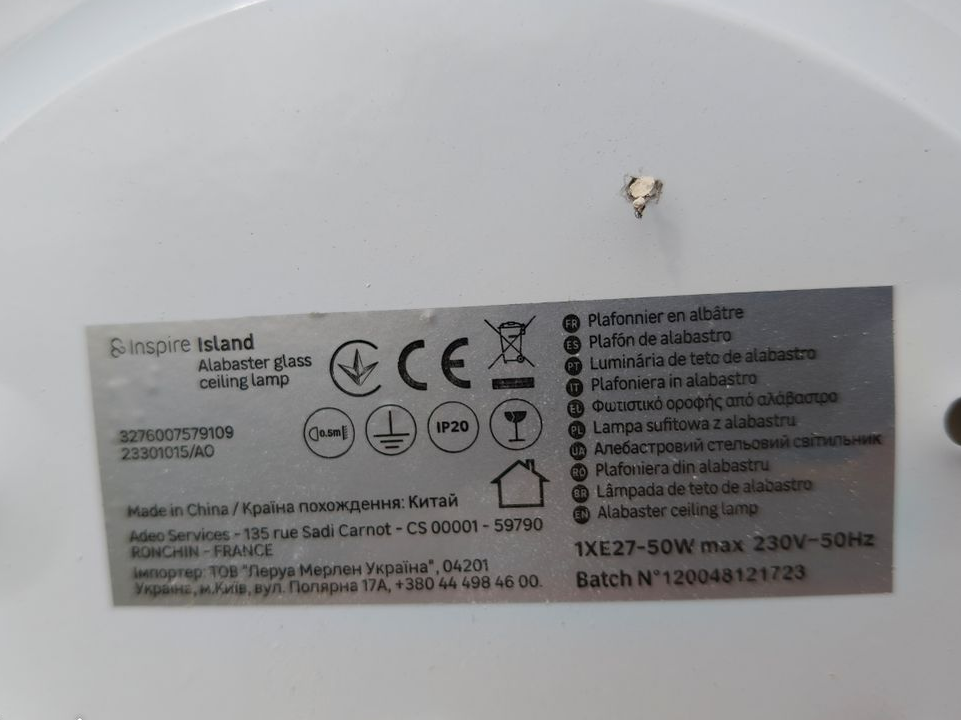 Inspire Island
Alabaster glass
ceiling lamp
3276007579109
23301015/AO
0.5m
IP20
Made in China / Країна похождення: Китай
Adeo Services - 135 rue Sadi Carnot - CS 00001 - 59790
RONCHIN - FRANCE
Імпортер: ТОВ "Леруа Мерлен Україна", 04201
Україна, м.Київ, вул. Полярна 17А, +380 44 498 46 00.
FR Plafonnier en albâtre
ES Plafón de alabastro
PT Luminária de teto de alabastro
IT Plafoniera in alabastro
EL Φωτιστικό οροφής από αλάβαστρο
PL Lampa sufitowa z alabastru
UA Алебастровий стельовий світильник
RO Plafoniera din alabastru
BR Lâmpada de teto de alabastro
EN Alabaster ceiling lamp
1XE27-50W max 230V~50Hz
Batch N°120048121723